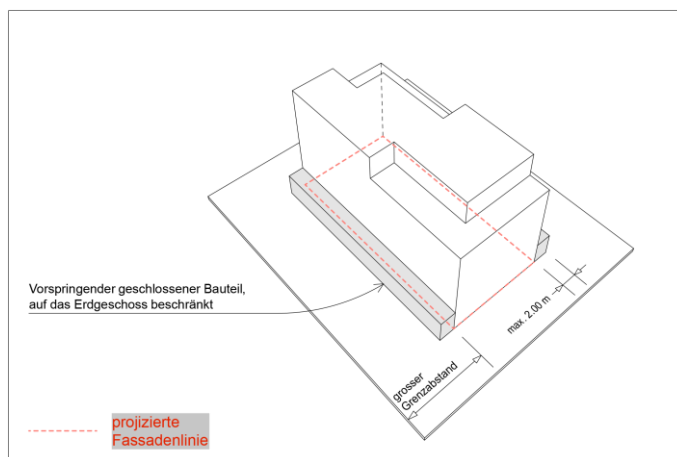 Vorspringender geschlossener Bauteil,
auf das Erdgeschoss beschränkt
max. 2.00 m
grosser
Grenzabstand
projizierte
Fassadenlinie